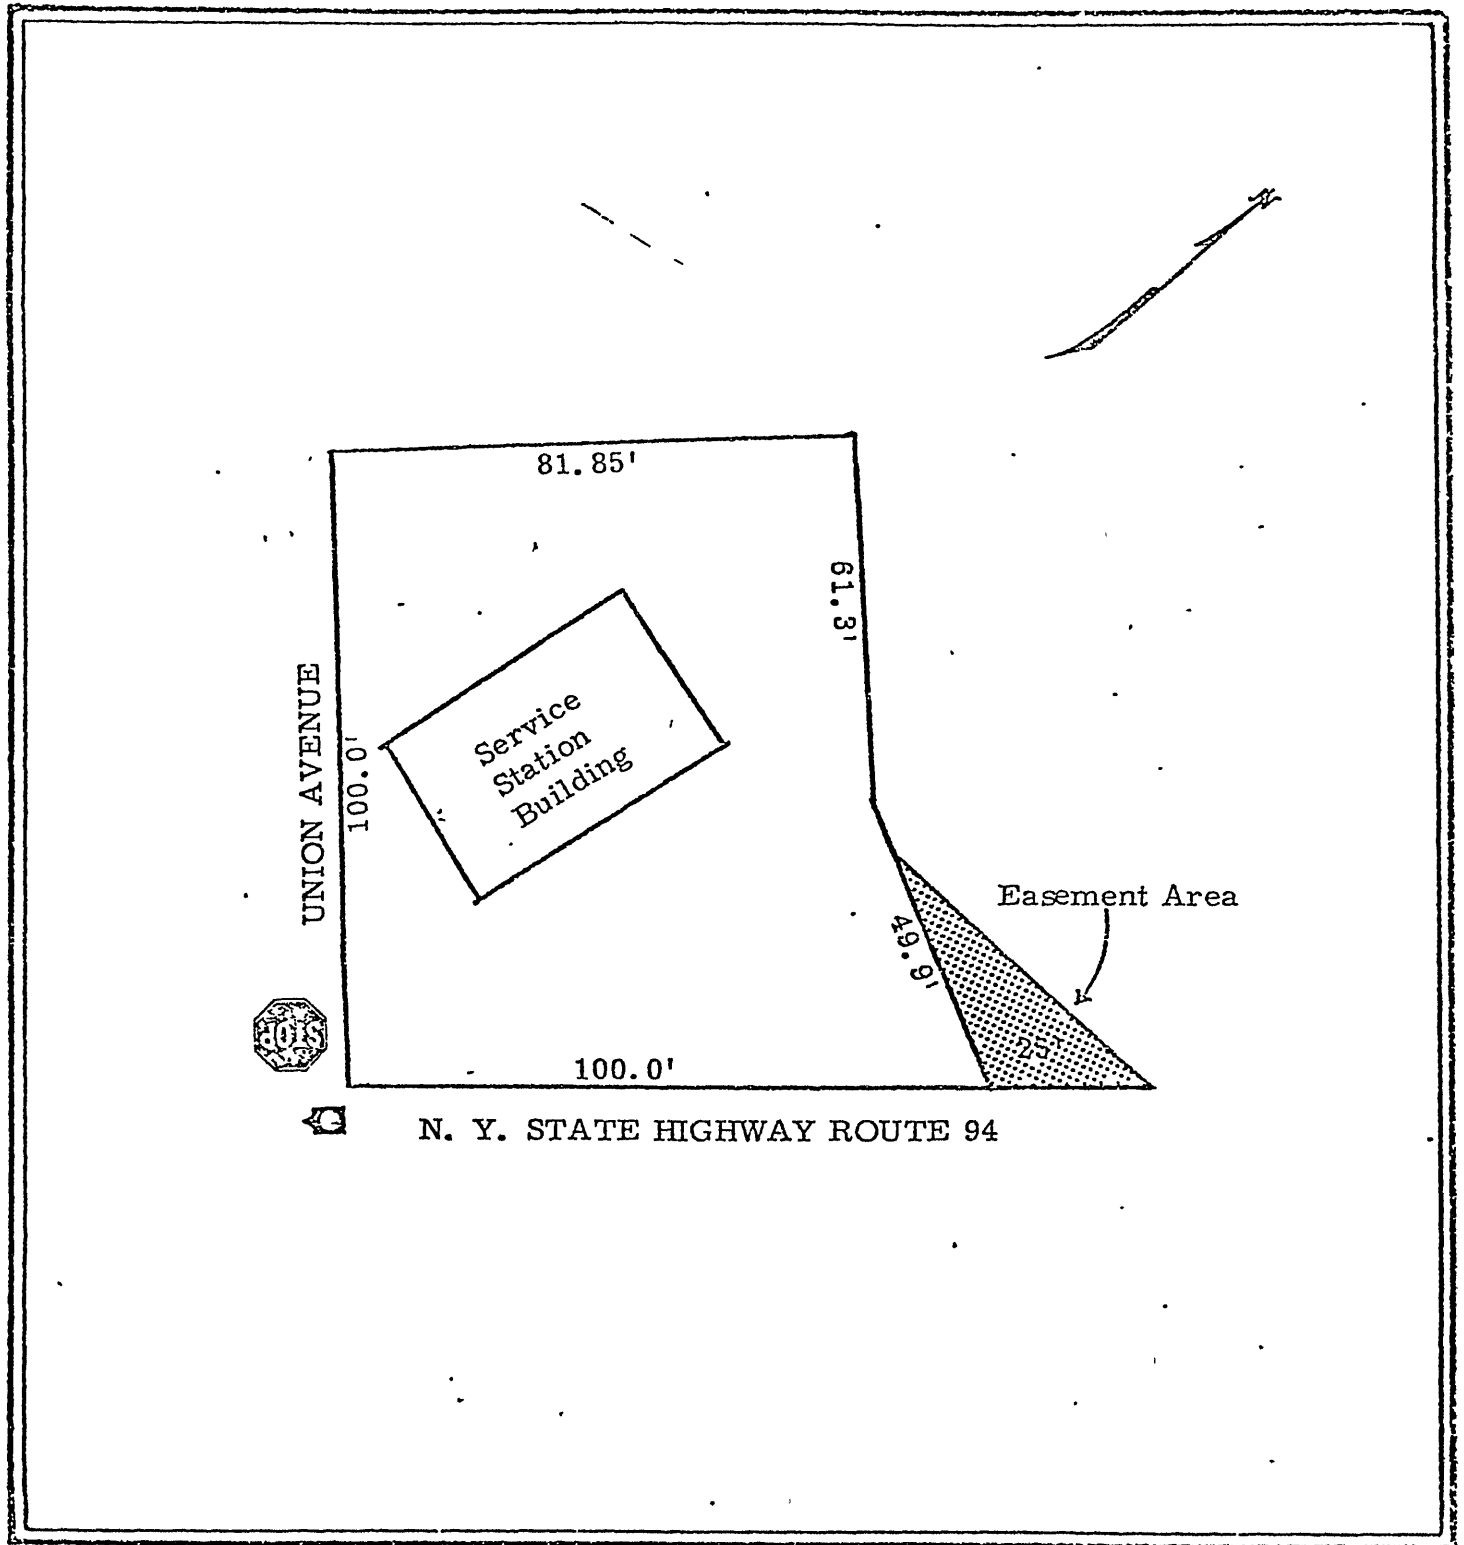 N
81.85'
61.3'
UNION AVENUE
100.0'
Service
Station
Building
Easement Area
49.9'
25'
STOP
100.0'
N. Y. STATE HIGHWAY ROUTE 94